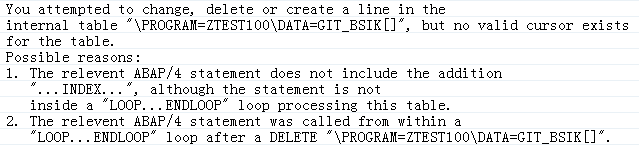 You attempted to change, delete or create a line in the
internal table "\PROGRAM=ZTEST100\DATA=GIT_BSIK[]", but no valid cursor exists
for the table.
Possible reasons:
1. The relevent ABAP/4 statement does not include the addition
"...INDEX...", although the statement is not
inside a "LOOP...ENDLOOP" loop processing this table.
2. The relevent ABAP/4 statement was called from within a
"LOOP...ENDLOOP" loop after a DELETE "\PROGRAM=ZTEST100\DATA=GIT_BSIK[]".